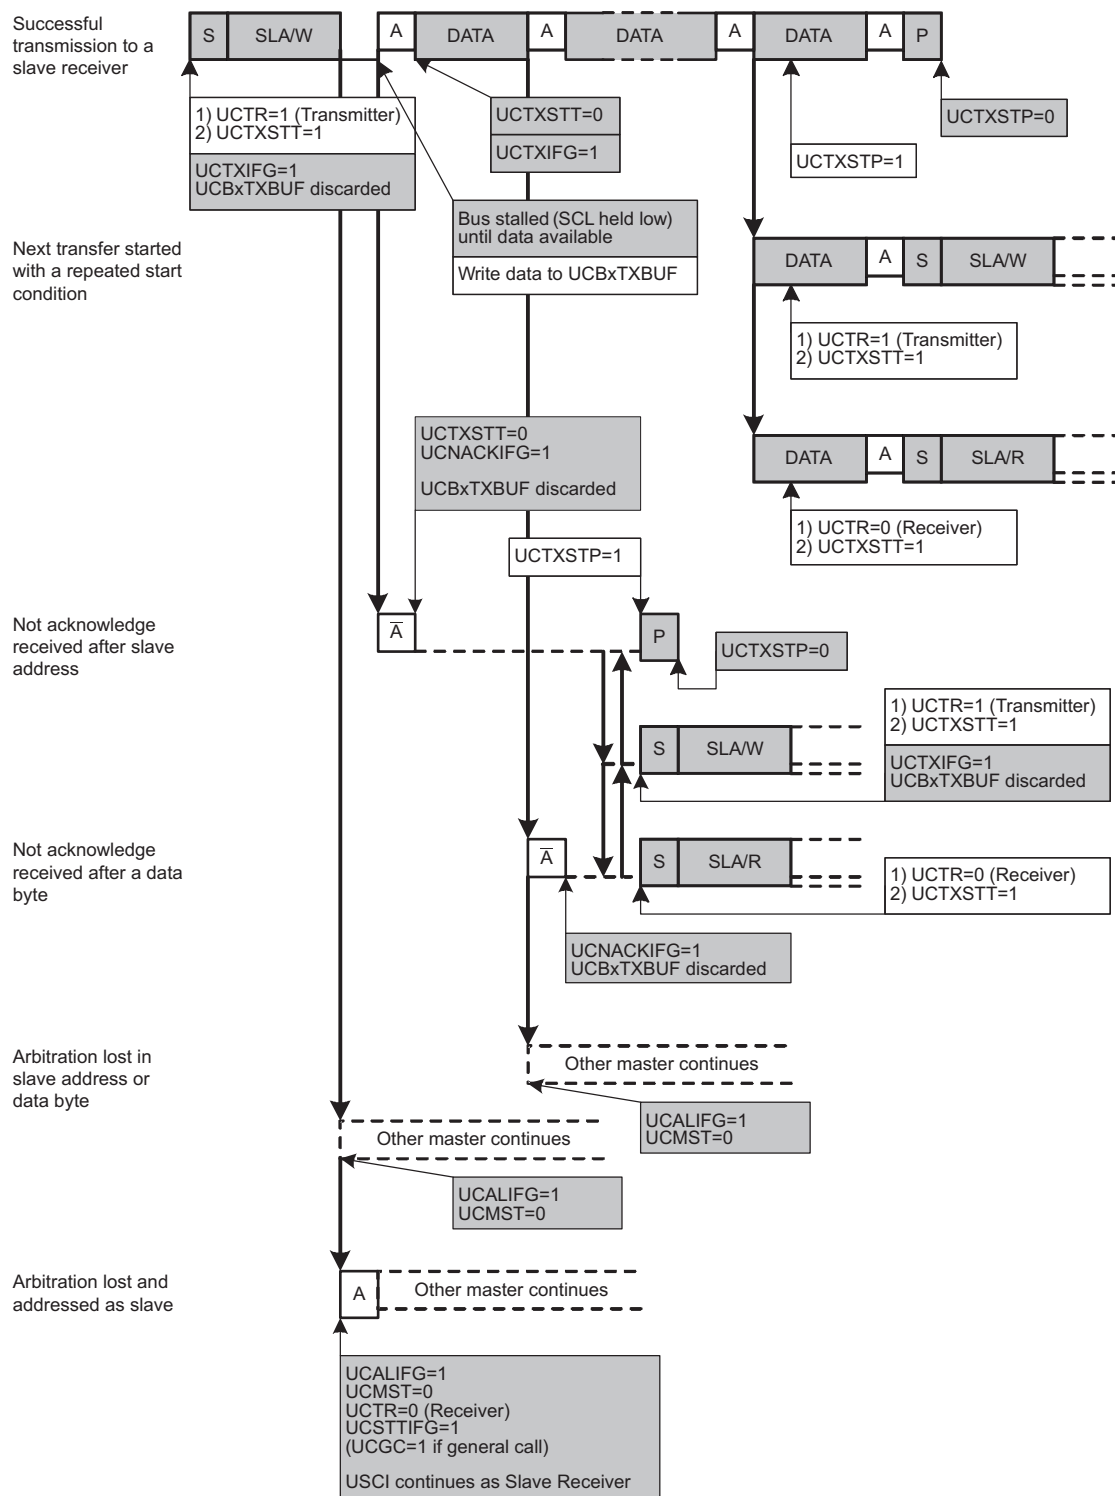 Successful
transmission to a
slave receiver
S
SLA/W
A
DATA
A
DATA
A
DATA
A
P
1) UCTR=1 (Transmitter)
2) UCTXSTT=1
UCTXIFG=1
UCBxTXBUF discarded
UCTXSTT=0
UCTXIFG=1
UCTXSTP=1
UCTXSTP=0
Bus stalled (SCL held low)
until data available
Write data to UCBxTXBUF
Next transfer started
with a repeated start
condition
DATA
A
S
SLA/W
1) UCTR=1 (Transmitter)
2) UCTXSTT=1
DATA
A
S
SLA/R
1) UCTR=0 (Receiver)
2) UCTXSTT=1
UCTXSTT=0
UCNACKIFG=1
UCBxTXBUF discarded
UCTXSTP=1
Not acknowledge
received after slave
address
A̅
P
UCTXSTP=0
S
SLA/W
1) UCTR=1 (Transmitter)
2) UCTXSTT=1
UCTXIFG=1
UCBxTXBUF discarded
Not acknowledge
received after a data
byte
A̅
S
SLA/R
1) UCTR=0 (Receiver)
2) UCTXSTT=1
UCNACKIFG=1
UCBxTXBUF discarded
Arbitration lost in
slave address or
data byte
Other master continues
UCALIFG=1
UCMST=0
Other master continues
UCALIFG=1
UCMST=0
Arbitration lost and
addressed as slave
A
Other master continues
UCALIFG=1
UCMST=0
UCTR=0 (Receiver)
UCSTTIFG=1
(UCGC=1 if general call)
USCI continues as Slave Receiver